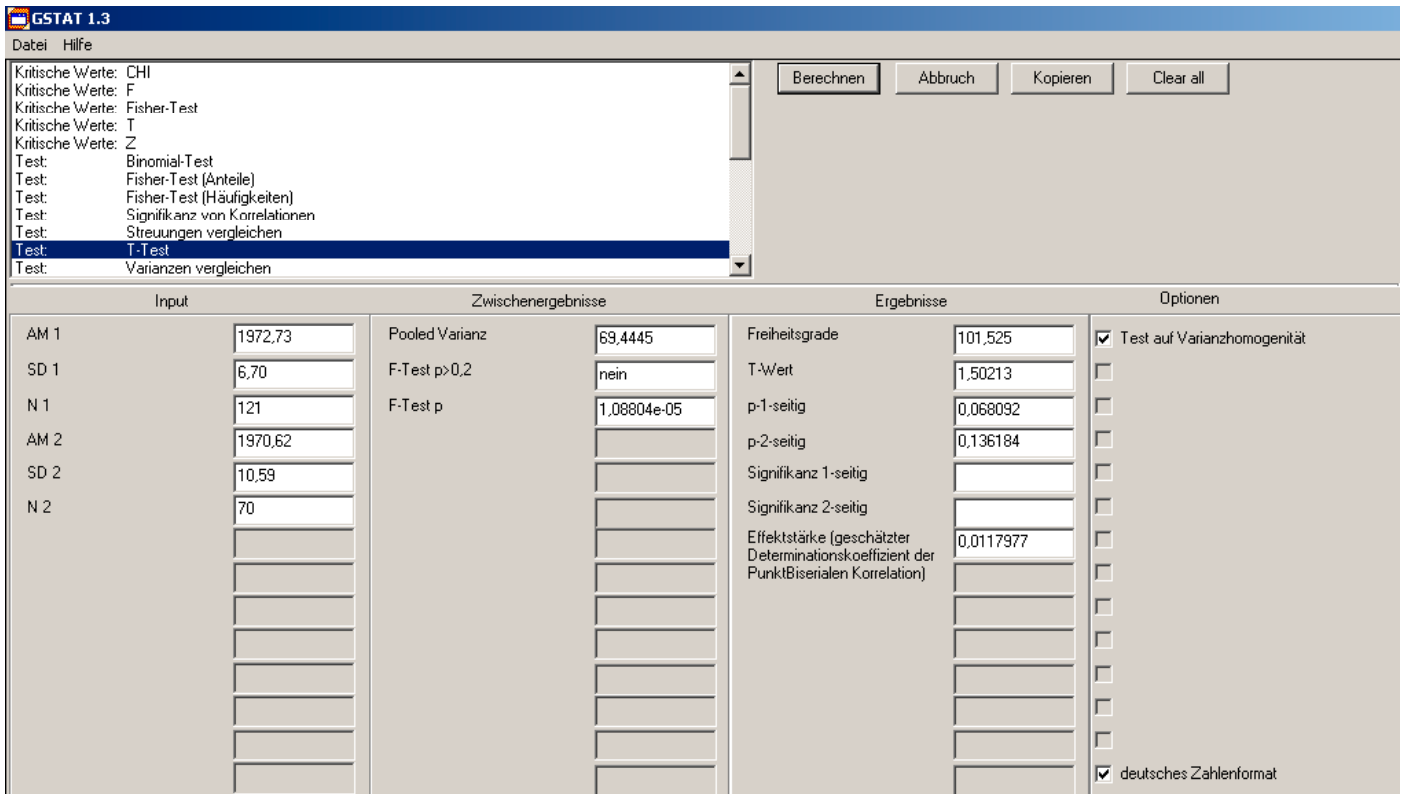 GSTAT 1.3
Datei Hilfe
Kritische Werte: CHI
Kritische Werte: F
Kritische Werte: Fisher-Test
Kritische Werte: T
Kritische Werte: Z
Test: Binomial-Test
Test: Fisher-Test (Anteile)
Test: Fisher-Test (Häufigkeiten)
Test: Signifikanz von Korrelationen
Test: Streuungen vergleichen
Test: T-Test
Test: Varianzen vergleichen
Berechnen Abbruch Kopieren Clear all
Input Zwischenergebnisse Ergebnisse Optionen
AM 1 1972,73 Pooled Varianz 69,4445 Freiheitsgrade 101,525 Test auf Varianzhomogenität
SD 1 6,70 F-Test p>0,2 nein T-Wert 1,50213
N 1 121 F-Test p 1,08804e-05 p-1-seitig 0,068092
AM 2 1970,62 p-2-seitig 0,136184
SD 2 10,59 Signifikanz 1-seitig
N 2 70 Signifikanz 2-seitig
Effektstärke (geschätzter 0,0117977
Determinationskoeffizient der
PunktBiserialen Korrelation)
deutsches Zahlenformat